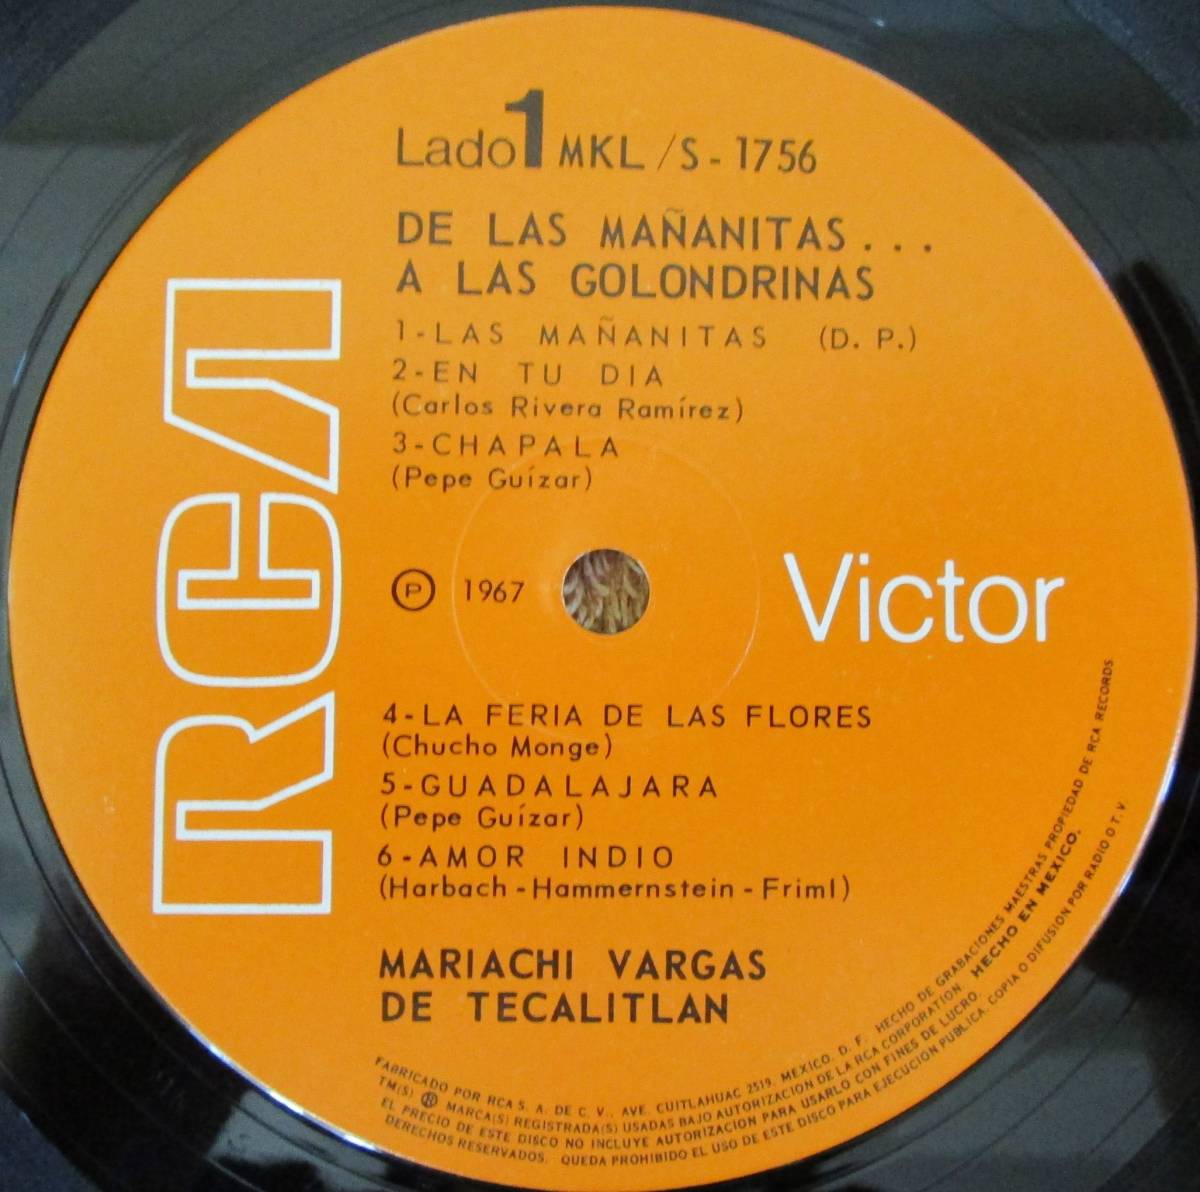 Lado 1 MKL/S-1756
DE LAS MAÑANITAS...
A LAS GOLONDRINAS
1-LAS MAÑANITAS (D. P.)
2-EN TU DIA
(Carlos Rivera Ramírez)
3-CHAPALA
(Pepe Guízar)
RCA
℗ 1967
Victor
4-LA FERIA DE LAS FLORES
(Chucho Monge)
5-GUADALAJARA
(Pepe Guízar)
6-AMOR INDIO
(Harbach-Hammernstein-Friml)
MARIACHI VARGAS
DE TECALITLAN
FABRICADO POR RCA S. A. DE C. V., AVE. CUITLAHUAC 2519, MEXICO, D. F. HECHO DE GRABACIONES MAESTRAS PROPIEDAD DE RCA RECORDS
TM(S) ® MARCA(S) REGISTRADA(S) USADAS BAJO AUTORIZACION DE LA RCA CORPORATION. HECHO EN MEXICO.
EL PRECIO DE ESTE DISCO NO INCLUYE AUTORIZACION PARA USARLO CON FINES DE LUCRO.
DERECHOS RESERVADOS. QUEDA PROHIBIDO EL USO DE ESTE DISCO PARA EJECUCION PUBLICA. COPIA O DIFUSION POR RADIO O T. V.